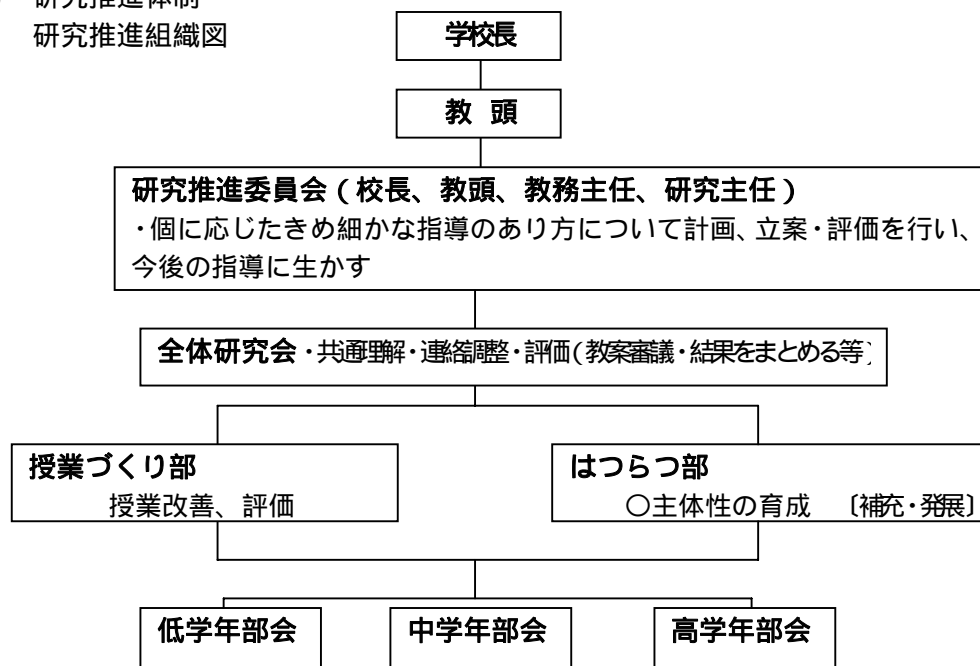 研究推進体制
研究推進組織図
学校長
教 頭
研究推進委員会(校長、教頭、教務主任、研究主任)
・個に応じたきめ細かな指導のあり方について計画、立案・評価を行い、
今後の指導に生かす
全体研究会・共通理解・連絡調整・評価(教案審議・結果をまとめる等)
授業づくり部
授業改善、評価
はつらつ部
○主体性の育成 〔補充・発展〕
低学年部会
中学年部会
高学年部会